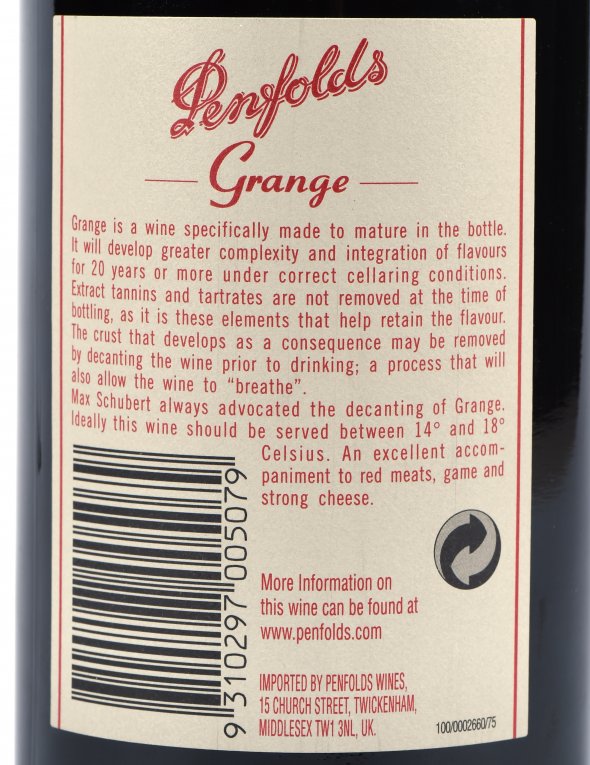 Penfolds
Grange
Grange is a wine specifically made to mature in the bottle.
It will develop greater complexity and integration of flavours
for 20 years or more under correct cellaring conditions.
Extract tannins and tartrates are not removed at the time of
bottling, as it is these elements that help retain the flavour.
The crust that develops as a consequence may be removed
by decanting the wine prior to drinking; a process that will
also allow the wine to “breathe”.
Max Schubert always advocated the decanting of Grange.
Ideally this wine should be served between 14° and 18°
Celsius. An excellent accom-
paniment to red meats, game and
strong cheese.
9 310297 005079
More Information on
this wine can be found at
www.penfolds.com
IMPORTED BY PENFOLDS WINES,
15 CHURCH STREET, TWICKENHAM,
MIDDLESEX TW1 3NL, UK.
100/0002660/75